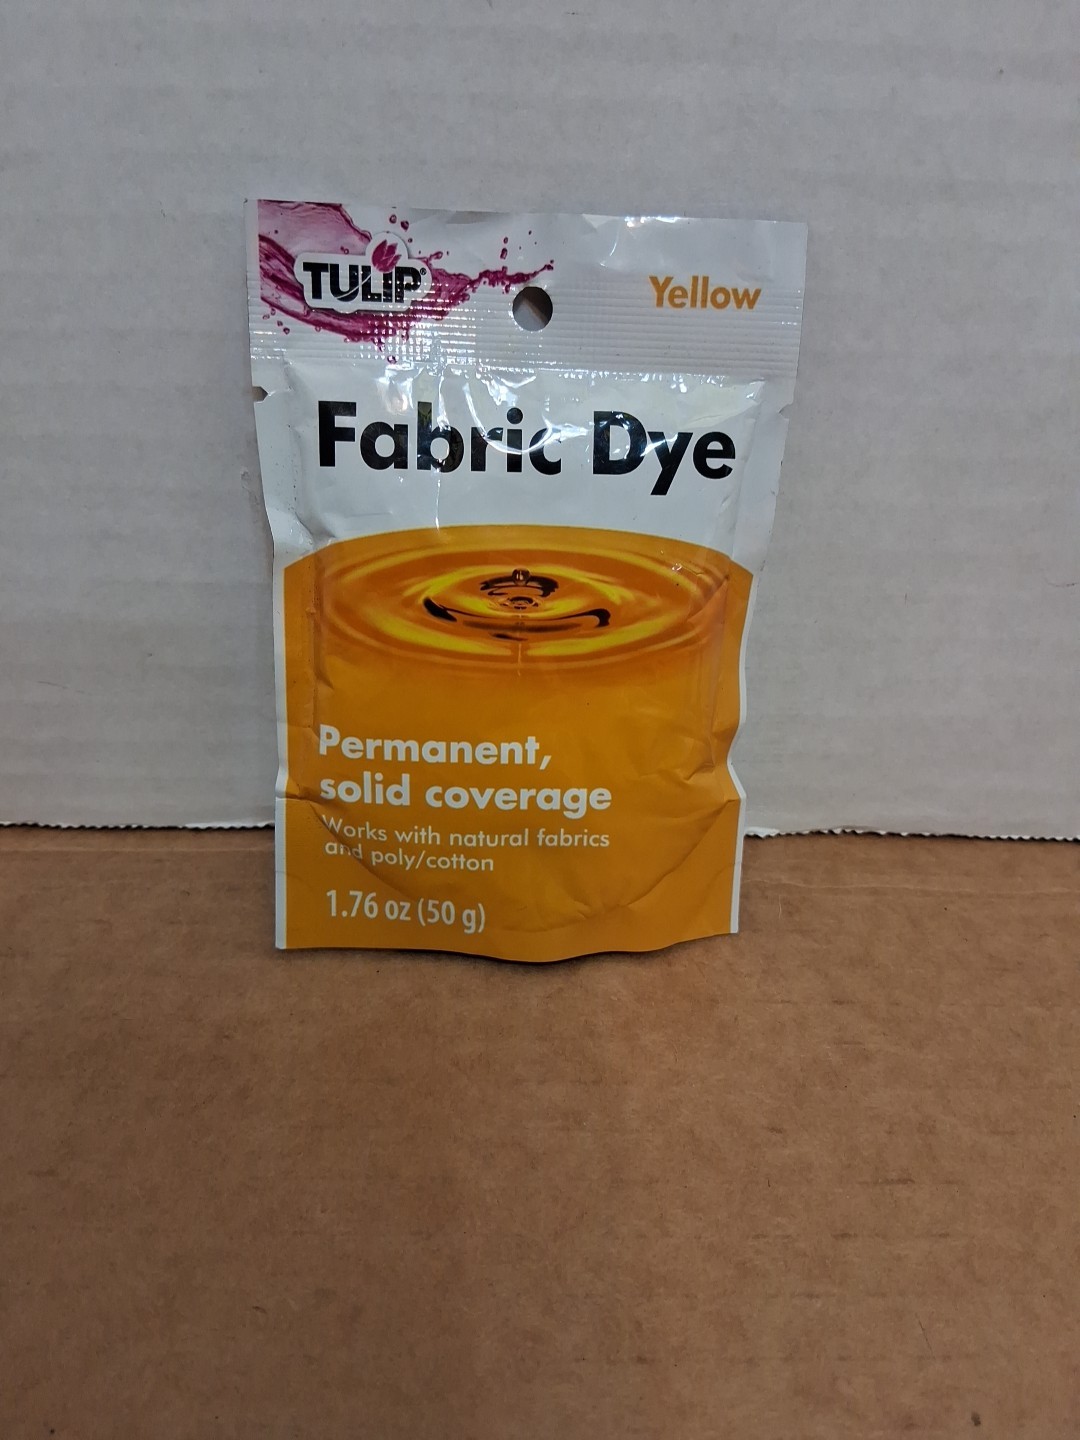 TULIP®
Yellow
Fabric Dye
Permanent,
solid coverage
Works with natural fabrics
and poly/cotton
1.76 oz (50 g)